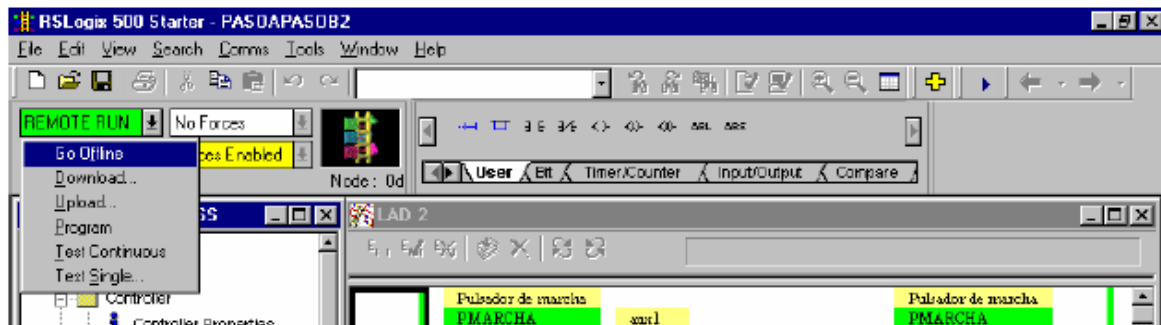 RSLogix 500 Starter - PASOAPASOB2
File Edit View Search Comms Tools Window Help
REMOTE RUN No Forces
Go Offline
Enabled
Download...
Node: 0d
User Bit Timer/Counter Input/Output Compare
Upload...
LAD 2
Program
Test Continuous
Test Single...
Controller
Pulsador de marcha Pulsador de marcha
Controller Properties
PMARCHA aux1 PMARCHA